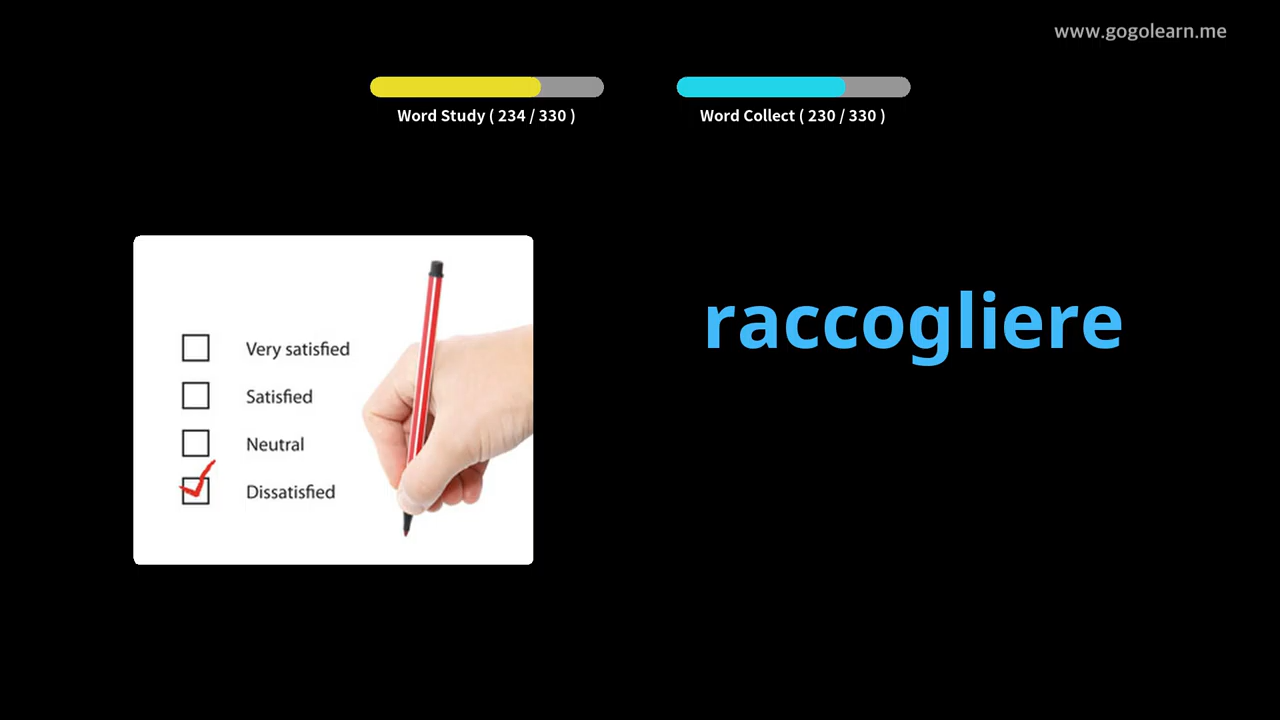 www.gogolearn.me
Word Study ( 234 / 330 )
Word Collect ( 230 / 330 )
raccogliere
Very satisfied
Satisfied
Neutral
Dissatisfied